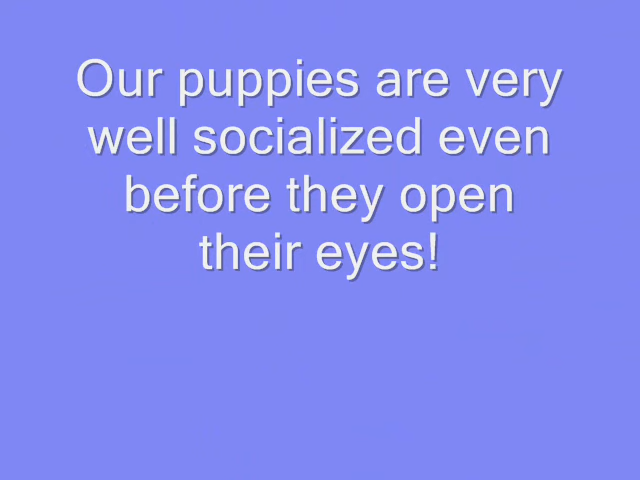 Our puppies are very
well socialized even
before they open
their eyes!